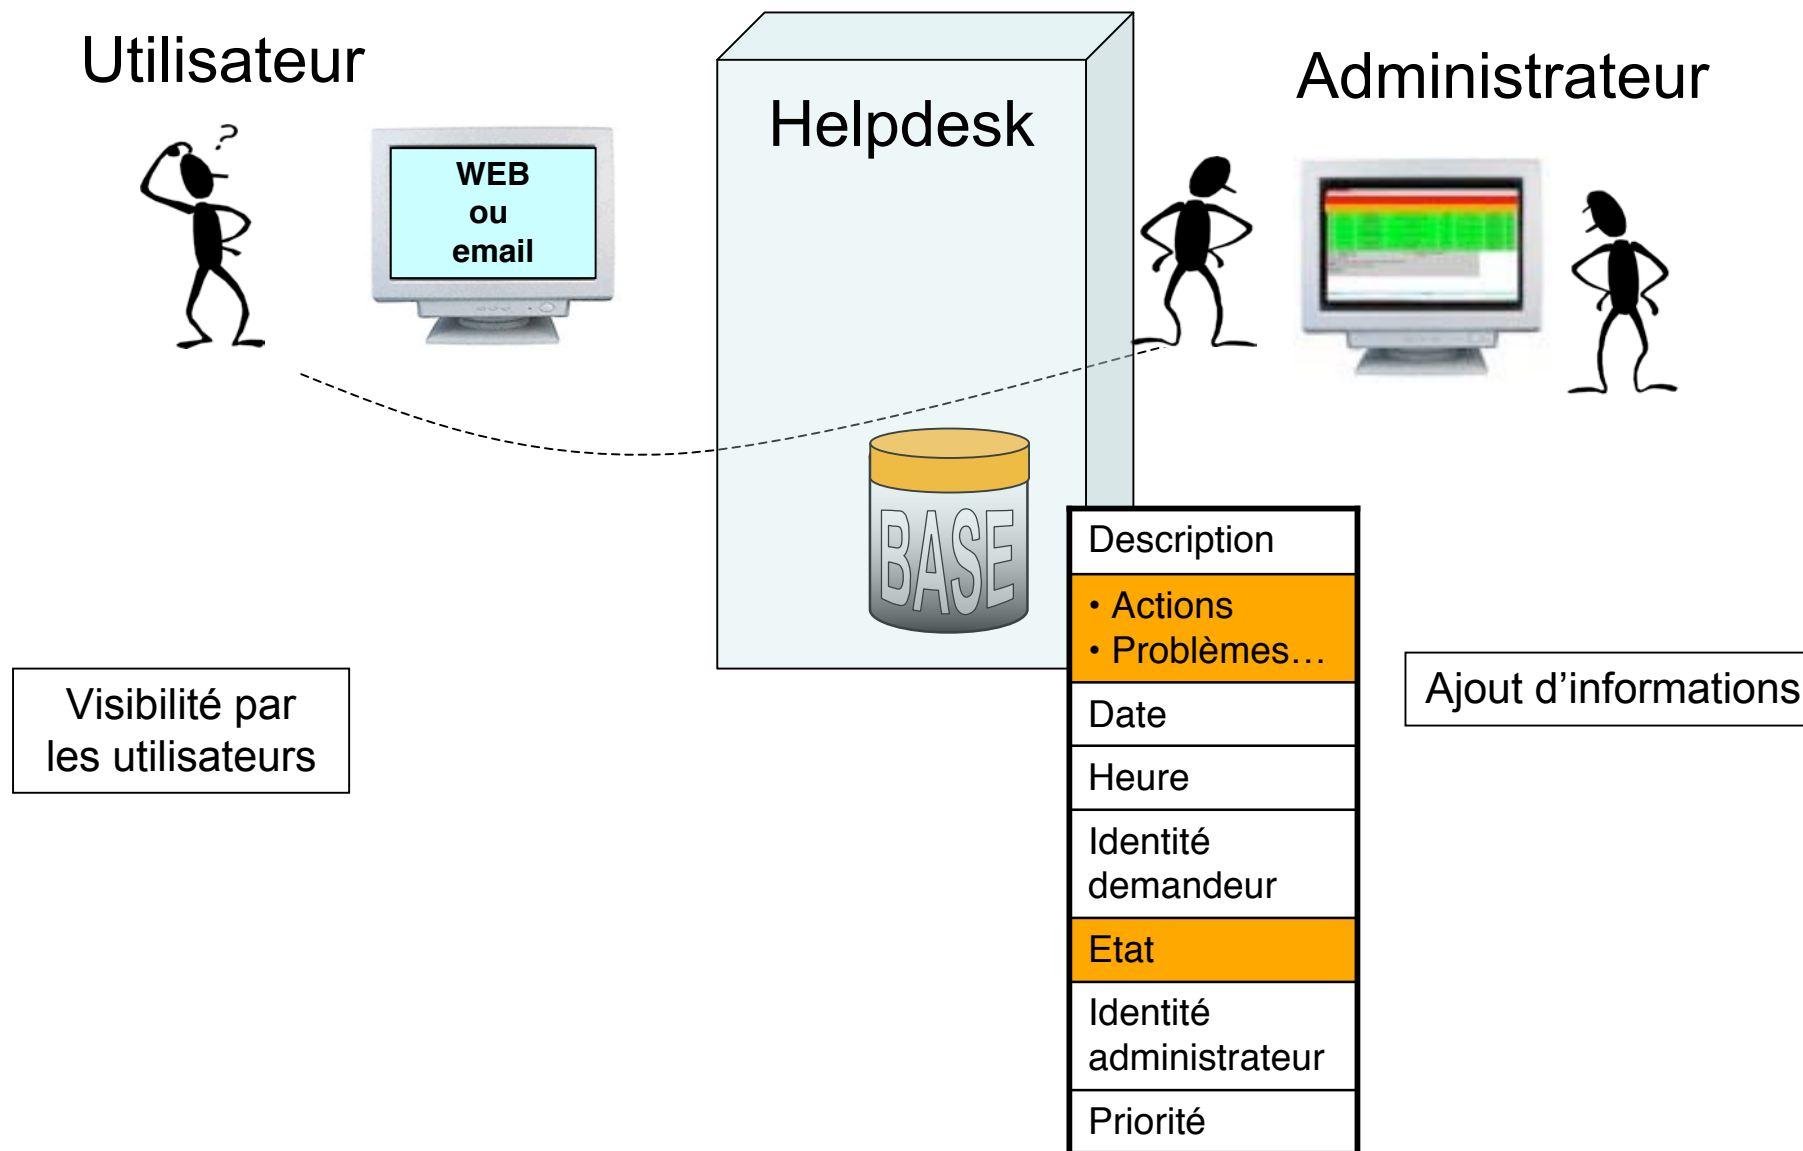 Utilisateur
?
WEB
ou
email
Helpdesk
Administrateur
BASE
Description
• Actions
• Problèmes…
Date
Heure
Identité
demandeur
Etat
Identité
administrateur
Priorité
Visibilité par
les utilisateurs
Ajout d’informations